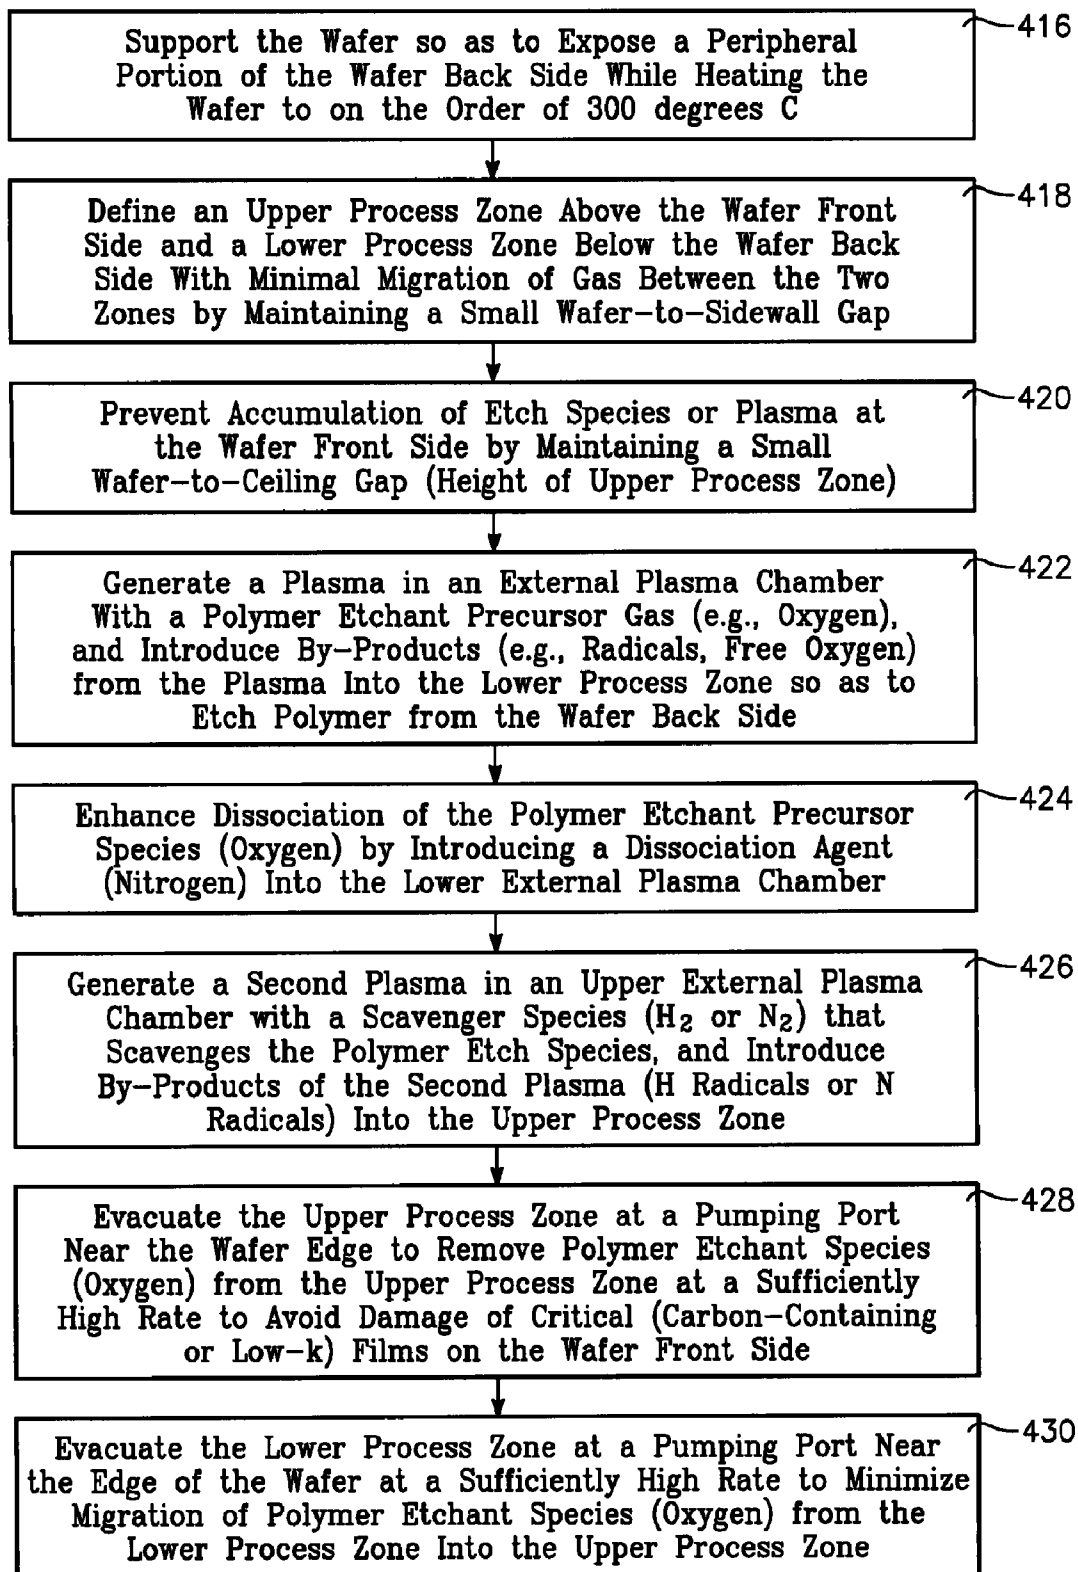 Support the Wafer so as to Expose a Peripheral
Portion of the Wafer Back Side While Heating the
Wafer to on the Order of 300 degrees C
416
Define an Upper Process Zone Above the Wafer Front
Side and a Lower Process Zone Below the Wafer Back
Side With Minimal Migration of Gas Between the Two
Zones by Maintaining a Small Wafer-to-Sidewall Gap
418
Prevent Accumulation of Etch Species or Plasma at
the Wafer Front Side by Maintaining a Small
Wafer-to-Ceiling Gap (Height of Upper Process Zone)
420
Generate a Plasma in an External Plasma Chamber
With a Polymer Etchant Precursor Gas (e.g., Oxygen),
and Introduce By-Products (e.g., Radicals, Free Oxygen)
from the Plasma Into the Lower Process Zone so as to
Etch Polymer from the Wafer Back Side
422
Enhance Dissociation of the Polymer Etchant Precursor
Species (Oxygen) by Introducing a Dissociation Agent
(Nitrogen) Into the Lower External Plasma Chamber
424
Generate a Second Plasma in an Upper External Plasma
Chamber with a Scavenger Species (H2 or N2) that
Scavenges the Polymer Etch Species, and Introduce
By-Products of the Second Plasma (H Radicals or N
Radicals) Into the Upper Process Zone
426
Evacuate the Upper Process Zone at a Pumping Port
Near the Wafer Edge to Remove Polymer Etchant Species
(Oxygen) from the Upper Process Zone at a Sufficiently
High Rate to Avoid Damage of Critical (Carbon-Containing
or Low-k) Films on the Wafer Front Side
428
Evacuate the Lower Process Zone at a Pumping Port Near
the Edge of the Wafer at a Sufficiently High Rate to Minimize
Migration of Polymer Etchant Species (Oxygen) from the
Lower Process Zone Into the Upper Process Zone
430